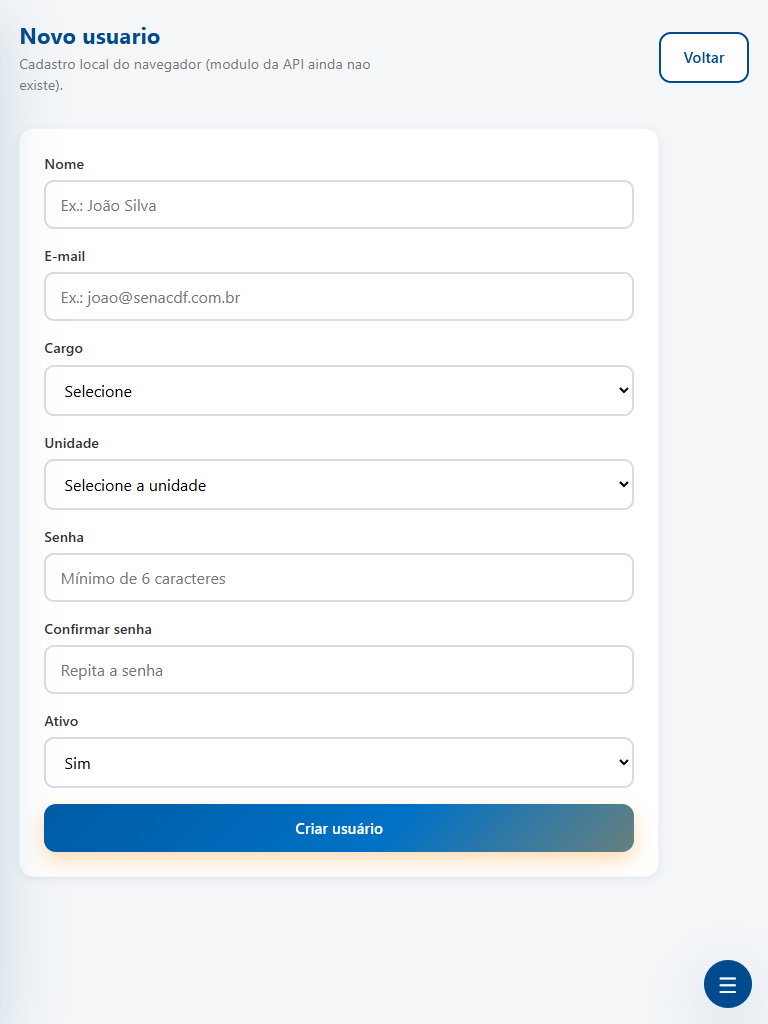 Novo usuario
Cadastro local do navegador (modulo da API ainda nao
existe).
Voltar
Nome
Ex.: João Silva
E-mail
Ex.: joao@senacdf.com.br
Cargo
Selecione
Unidade
Selecione a unidade
Senha
Mínimo de 6 caracteres
Confirmar senha
Repita a senha
Ativo
Sim
Criar usuário